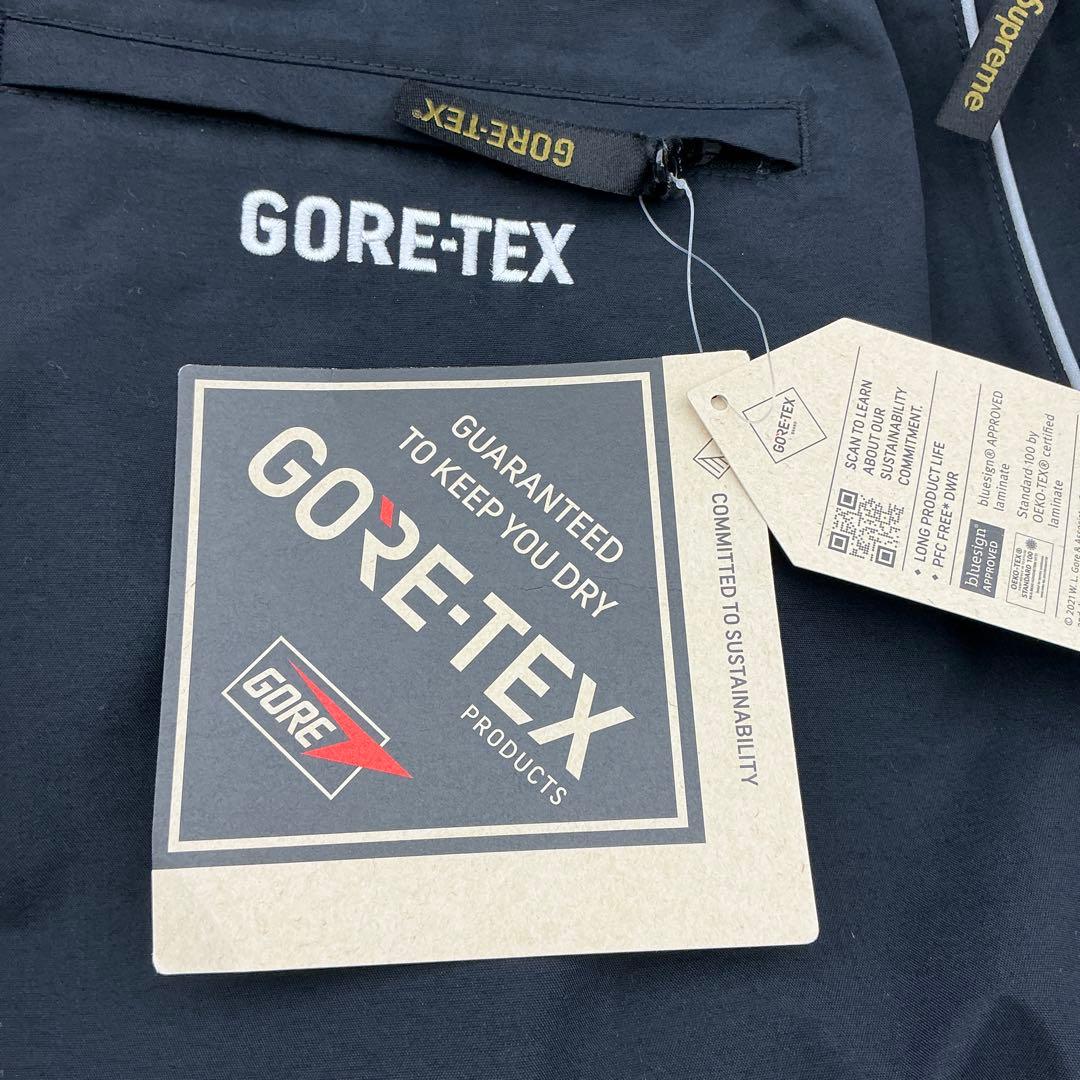 Supreme
GORE-TEX®
GORE-TEX
GUARANTEED
TO KEEP YOU DRY
GORE-TEX
PRODUCTS
GORE
COMMITTED TO SUSTAINABILITY
GORE-TEX
BRAND
SCAN TO LEARN
ABOUT OUR
SUSTAINABILITY
COMMITMENT.
• LONG PRODUCT LIFE
• PFC FREE* DWR
bluesign® APPROVED
laminate
bluesign®
APPROVED
Standard 100 by
OEKO-TEX® certified
laminate
OEKO-TEX®
STANDARD 100
© 2021 W. L. Gore &